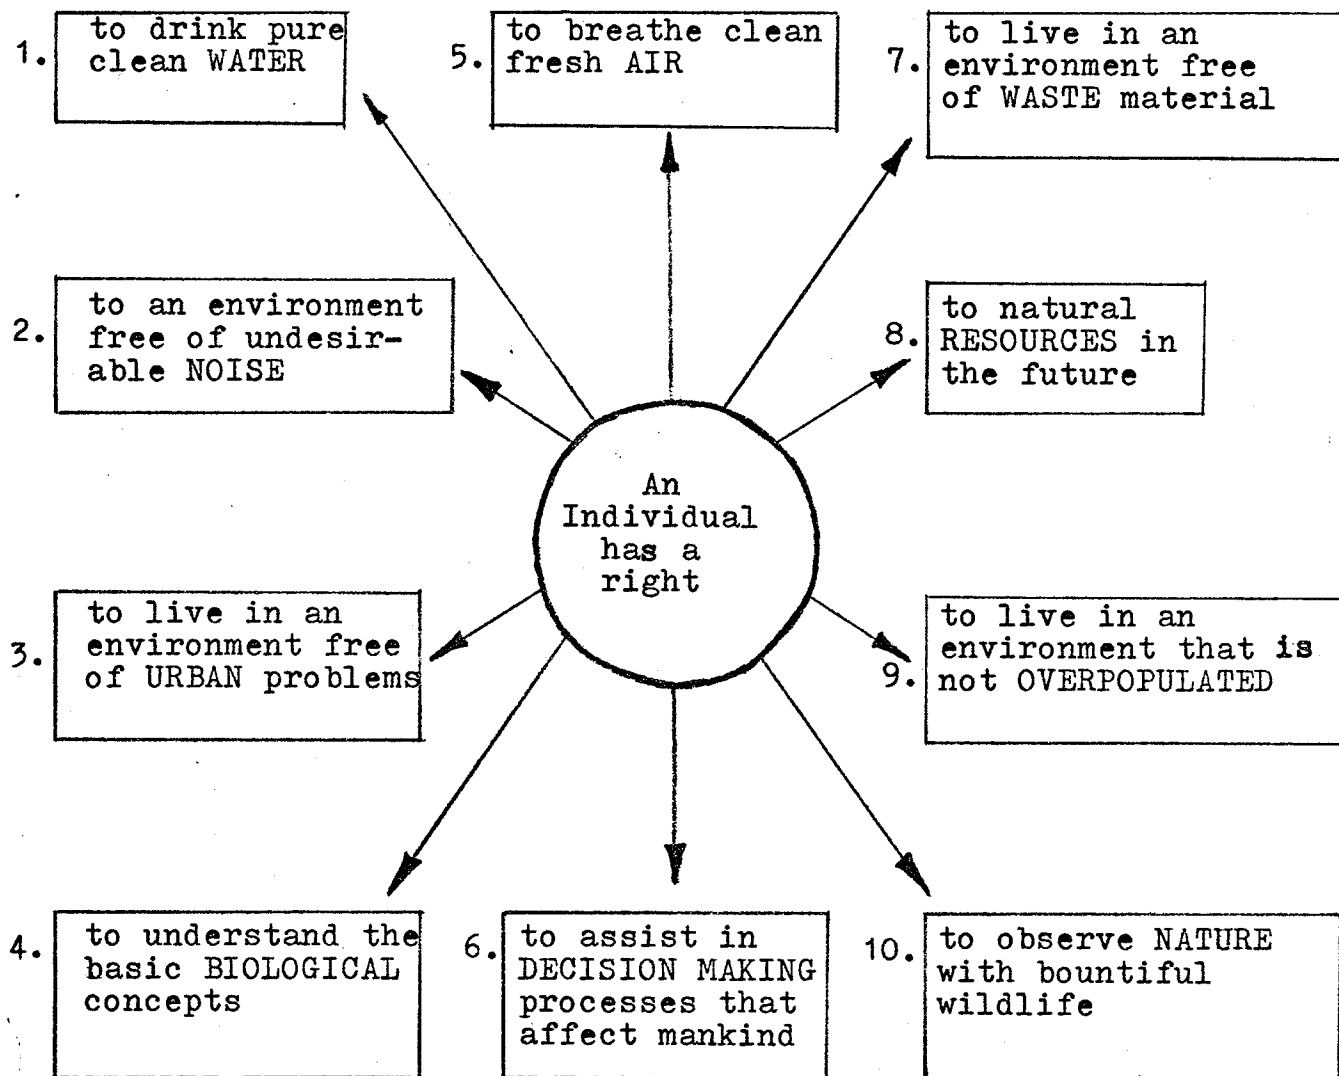 1. to drink pure
clean WATER
2. to an environment
free of undesir-
able NOISE
3. to live in an
environment free
of URBAN problems
4. to understand the
basic BIOLOGICAL
concepts
5. to breathe clean
fresh AIR
An
Individual
has a
right
6. to assist in
DECISION MAKING
processes that
affect mankind
7. to live in an
environment free
of WASTE material
8. to natural
RESOURCES in
the future
9. to live in an
environment that is
not OVERPOPULATED
10. to observe NATURE
with bountiful
wildlife